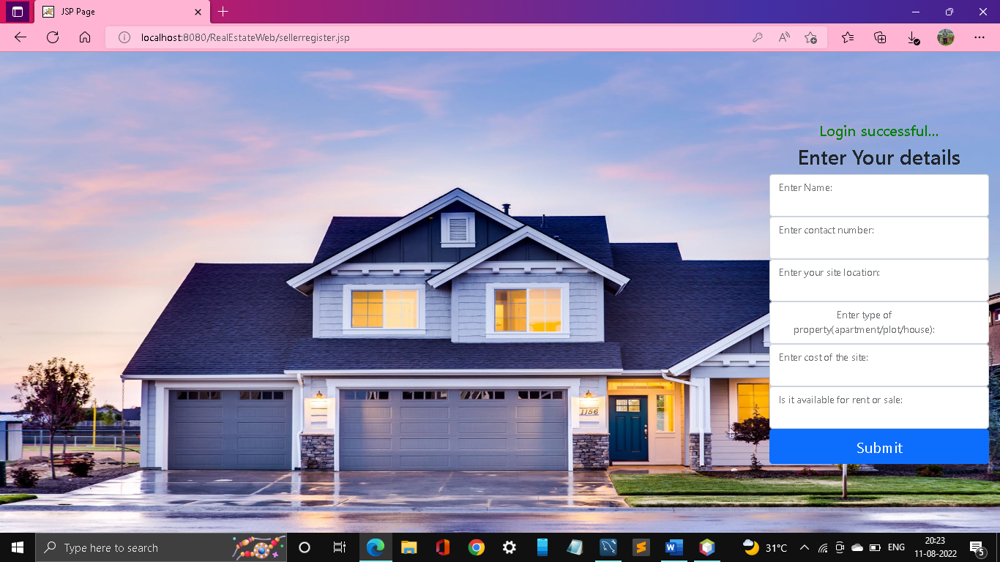 JSP Page
localhost:8080/RealEstateWeb/sellerregister.jsp
Login successful...
Enter Your details
Enter Name:
Enter contact number:
Enter your site location:
Enter type of
property(apartment/plot/house):
Enter cost of the site:
Is it available for rent or sale:
1156
Submit
Type here to search
31°C
ENG
20:23
11-08-2022
5